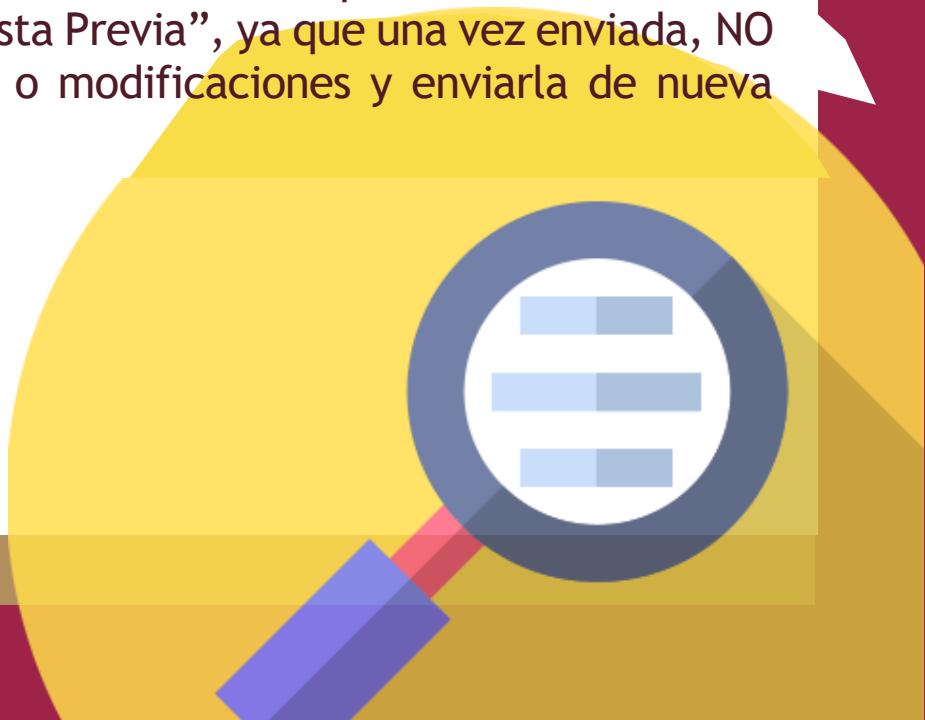 sta Previa”, ya que una vez enviada, NO
o modificaciones y enviarla de nueva